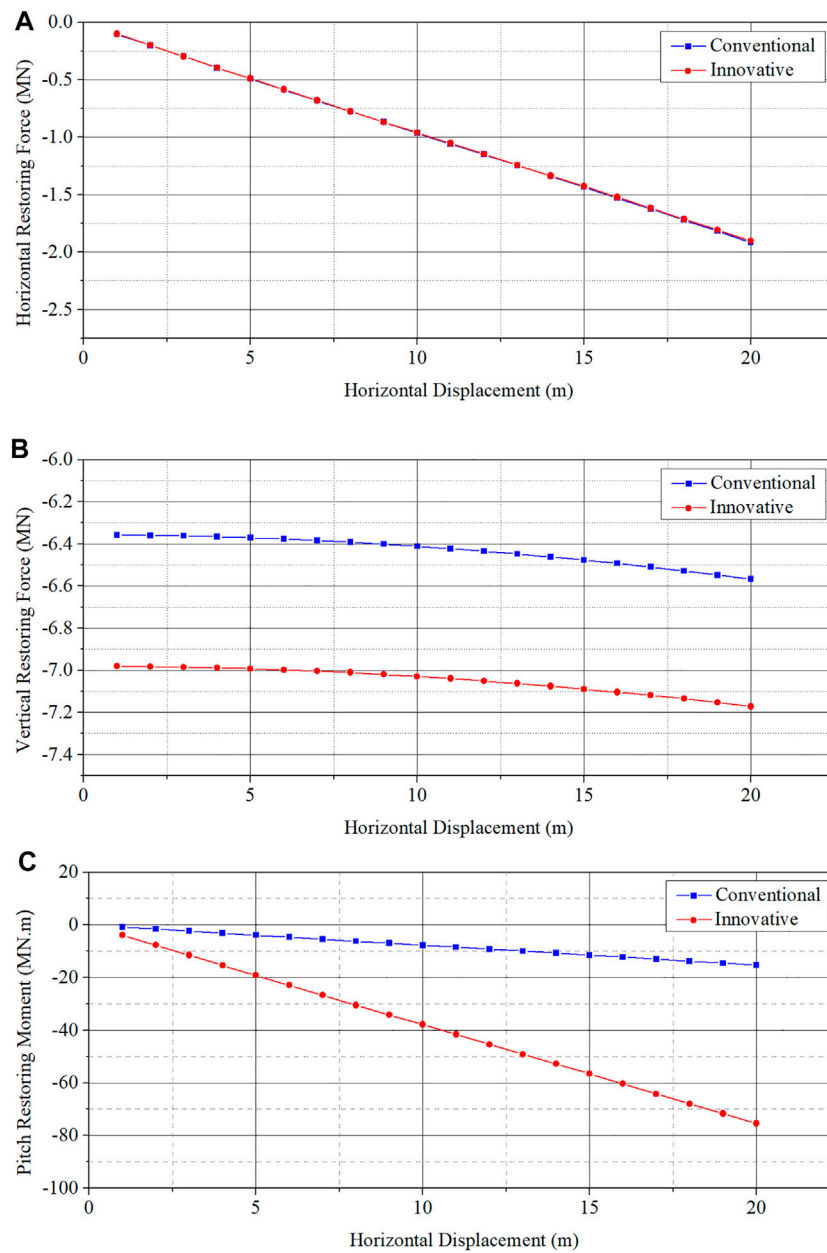 A
0.0
-0.5
-1.0
-1.5
-2.0
-2.5
Horizontal Restoring Force (MN)
Conventional
Innovative
0 5 10 15 20
Horizontal Displacement (m)
B
-6.0
-6.2
-6.4
-6.6
-6.8
-7.0
-7.2
-7.4
Vertical Restoring Force (MN)
Conventional
Innovative
0 5 10 15 20
Horizontal Displacement (m)
C
20
0
-20
-40
-60
-80
-100
Pitch Restoring Moment (MN.m)
Conventional
Innovative
0 5 10 15 20
Horizontal Displacement (m)